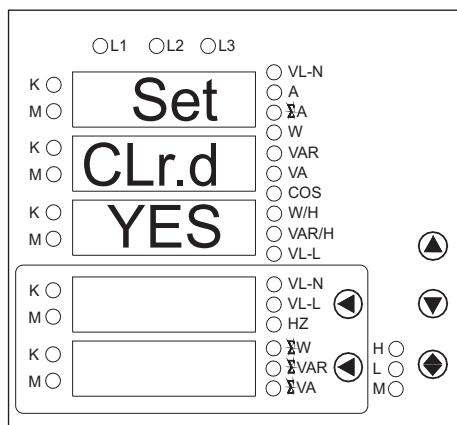 L1 L2 L3
VL-N
K
A
M
Set
ΣA
W
K
VAR
M
CLr.d
VA
COS
K
W/H
M
YES
VAR/H
VL-L
K
VL-N
VL-L
M
HZ
K
ΣW
H
ΣVAR
L
M
ΣVA
M